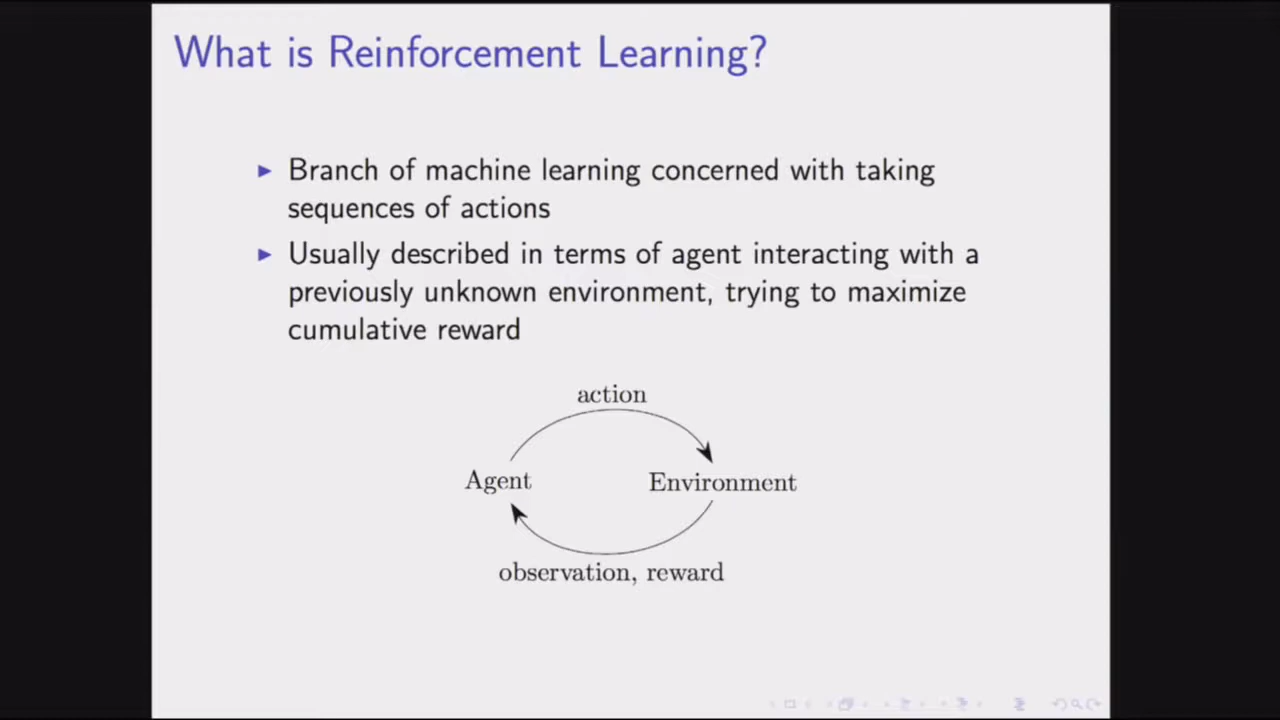 What is Reinforcement Learning?
Branch of machine learning concerned with taking
sequences of actions
Usually described in terms of agent interacting with a
previously unknown environment, trying to maximize
cumulative reward
action
Agent
Environment
observation, reward